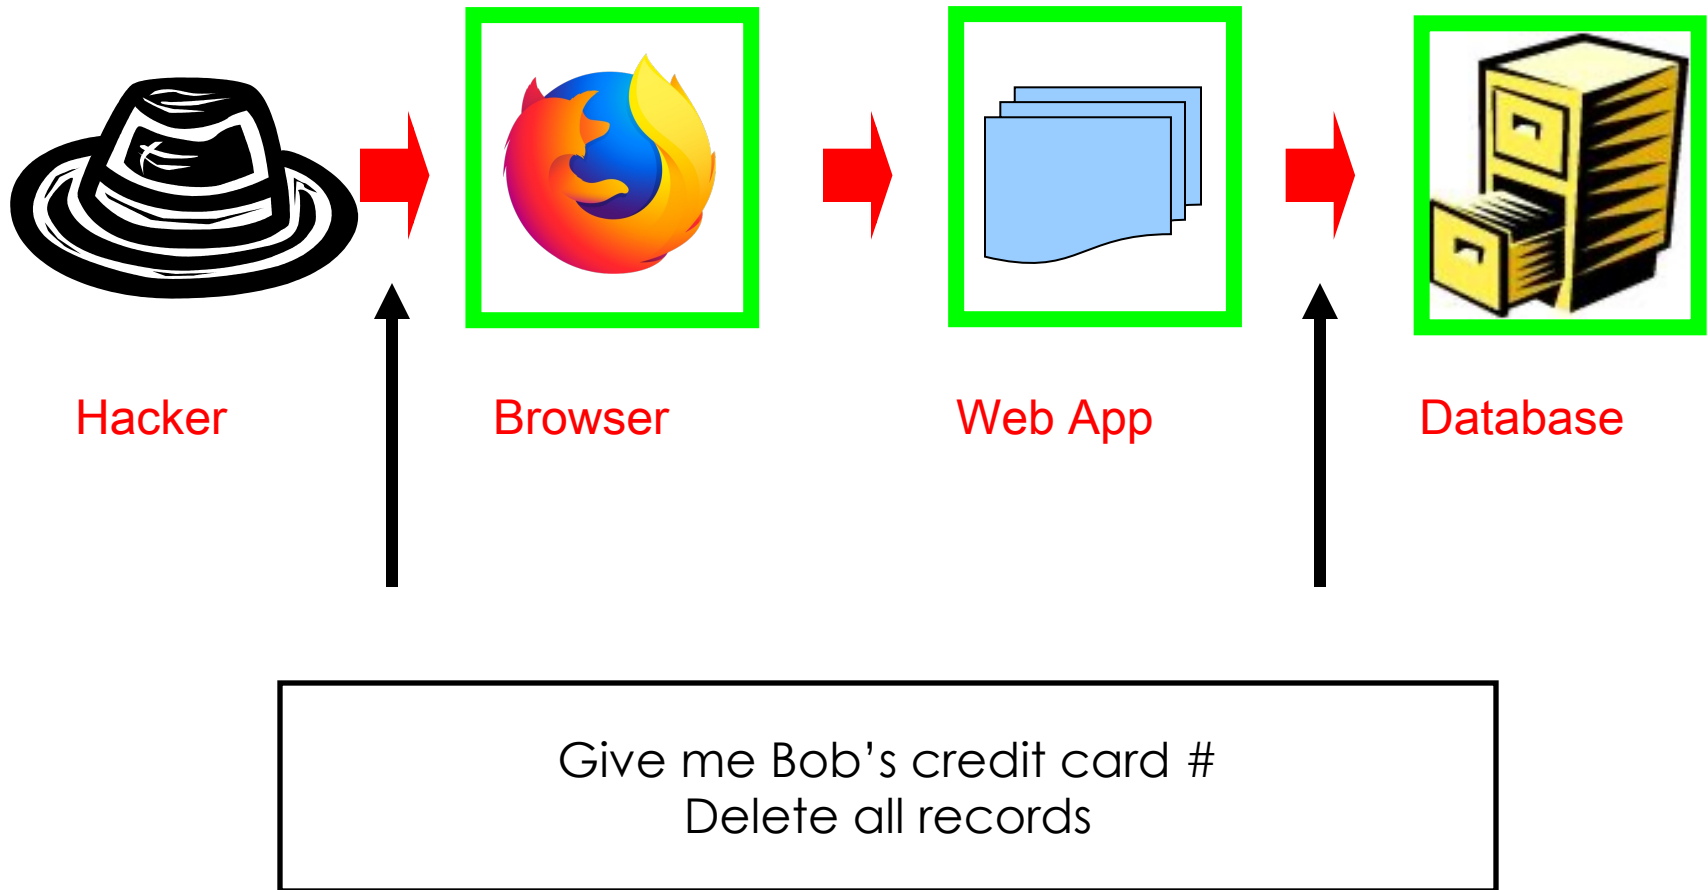 Hacker
Browser
Web App
Database
Give me Bob’s credit card #
Delete all records